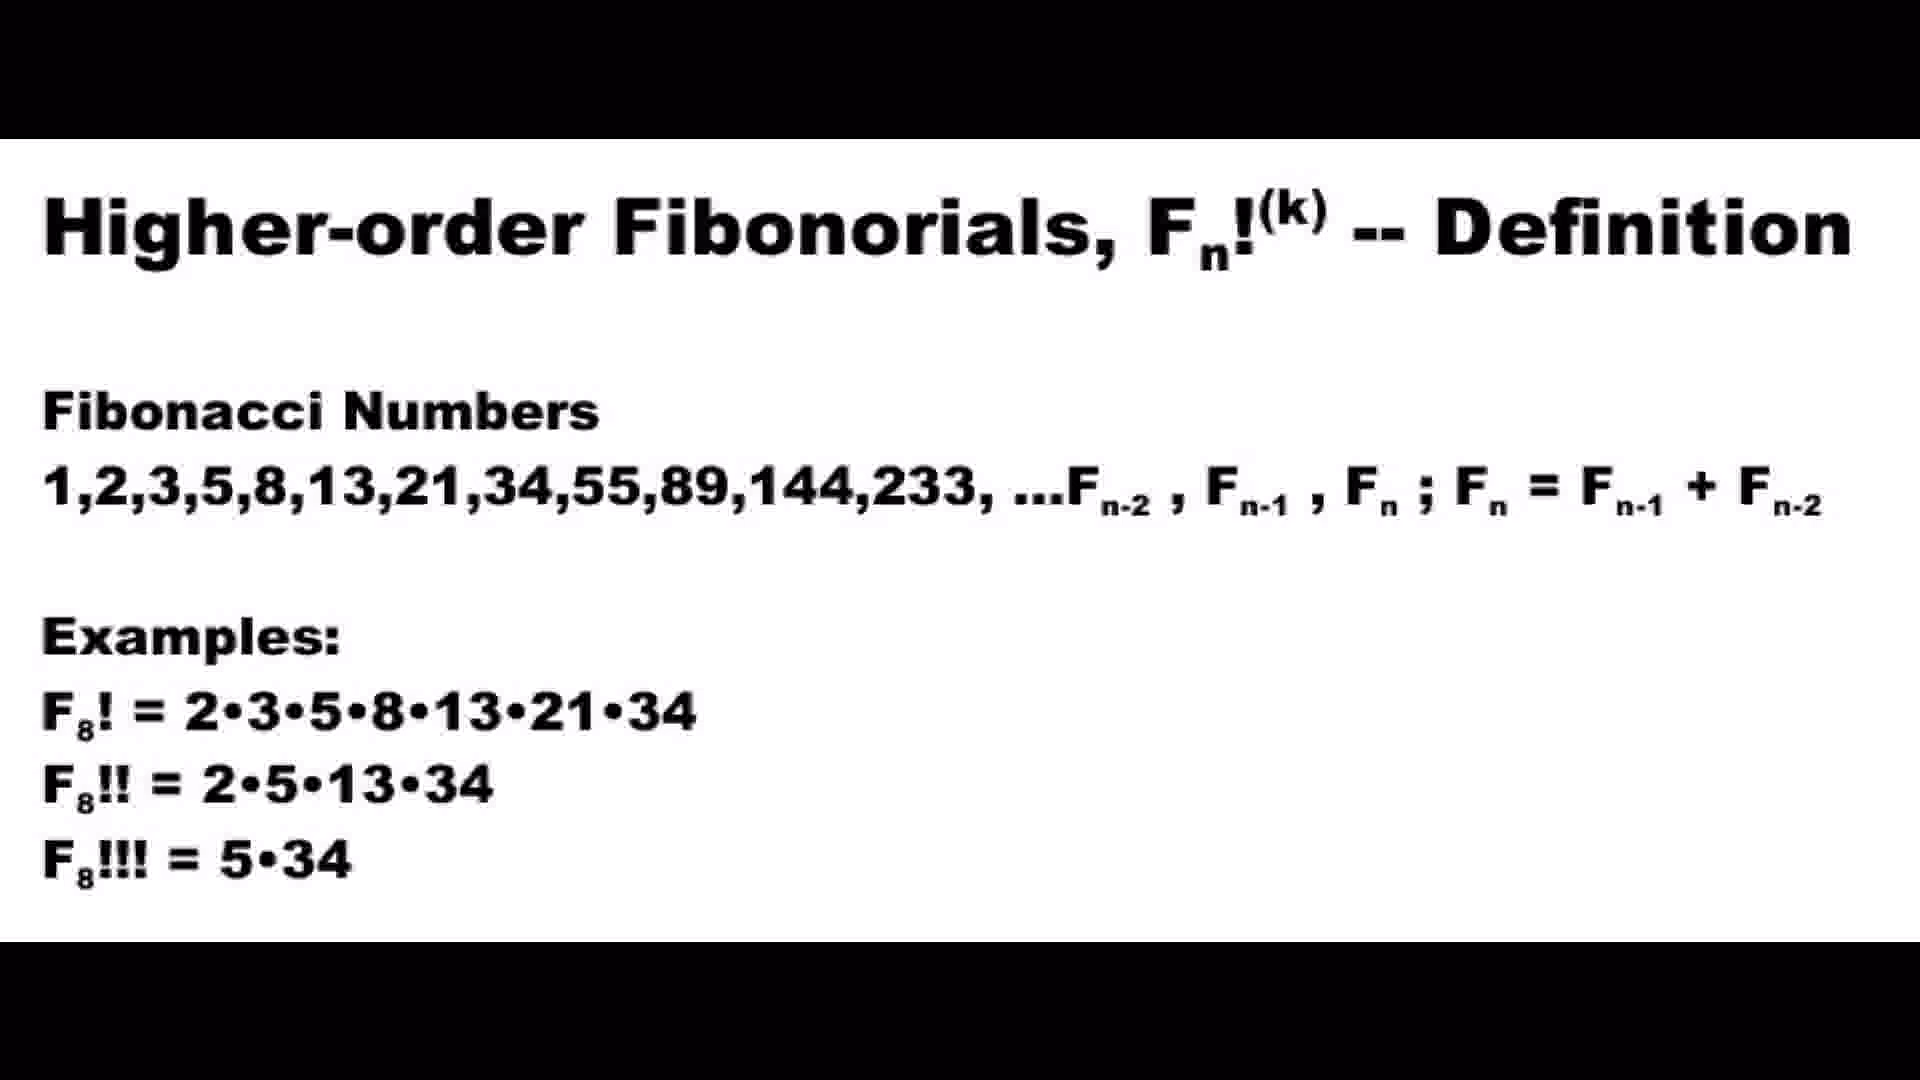 Higher-order Fibonorials, Fₙ!⁽ᵏ⁾ -- Definition
Fibonacci Numbers
1,2,3,5,8,13,21,34,55,89,144,233, ...Fₙ₋₂ , Fₙ₋₁ , Fₙ ; Fₙ = Fₙ₋₁ + Fₙ₋₂
Examples:
F₈! = 2•3•5•8•13•21•34
F₈!! = 2•5•13•34
F₈!!! = 5•34